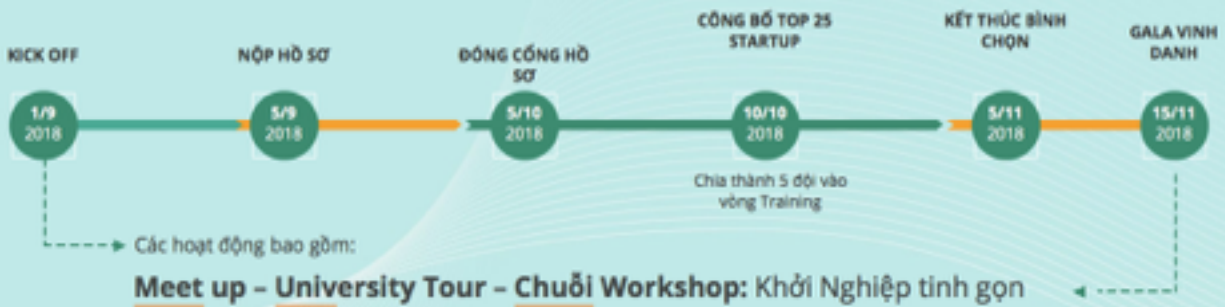 KICK OFF
NỘP HỒ SƠ
ĐÓNG CỔNG HỒ
SƠ
CÔNG BỐ TOP 25
STARTUP
KẾT THÚC BÌNH
CHỌN
GALA VINH
DANH
1/9
2018
5/9
2018
5/10
2018
10/10
2018
5/11
2018
15/11
2018
Chia thành 5 đội vào
vòng Training
Các hoạt động bao gồm:
Meet up – University Tour – Chuỗi Workshop: Khởi Nghiệp tinh gọn